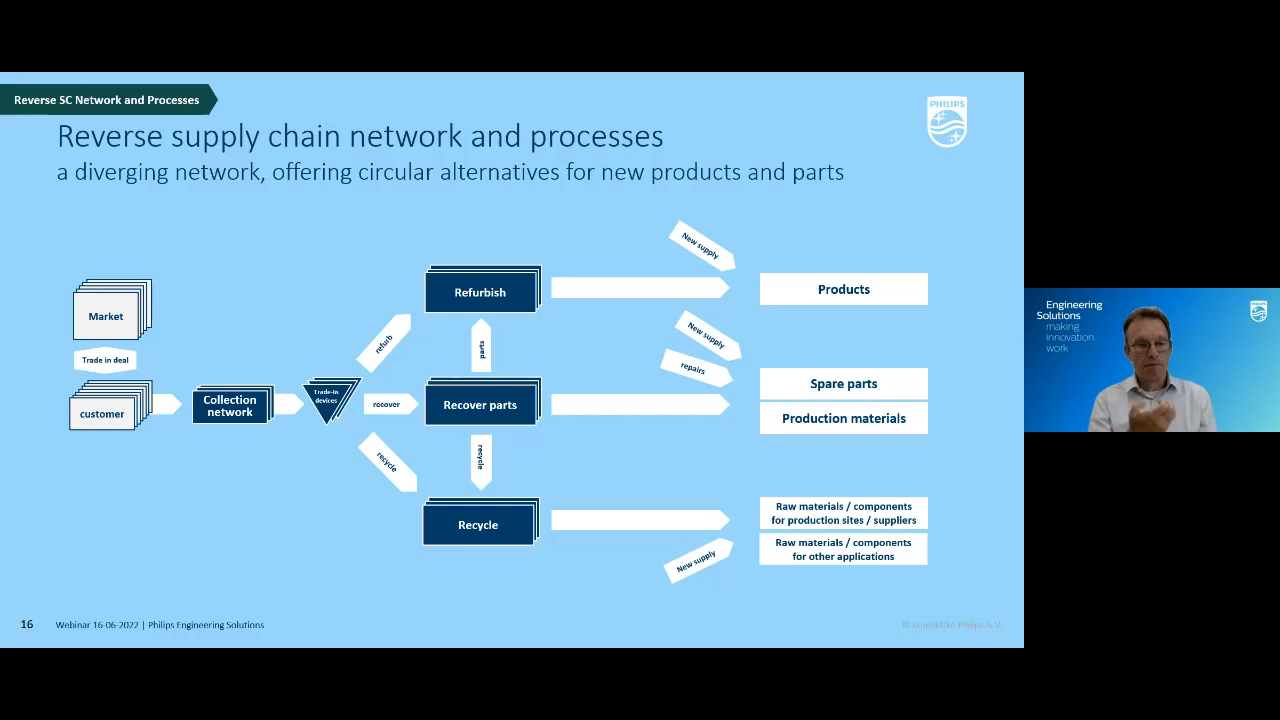 Reverse SC Network and Processes
PHILIPS
Reverse supply chain network and processes
a diverging network, offering circular alternatives for new products and parts
New supply
Refurbish
Products
Market
refurb
parts
New supply
Trade in deal
repairs
Trade-in
devices
Spare parts
customer
Collection
network
recover
Recover parts
Production materials
recycle
recycle
Recycle
Raw materials / components
for production sites / suppliers
New supply
Raw materials / components
for other applications
16
Webinar 16-06-2022 | Philips Engineering Solutions
© Koninklijke Philips N.V.
Engineering
Solutions
making
innovation
work